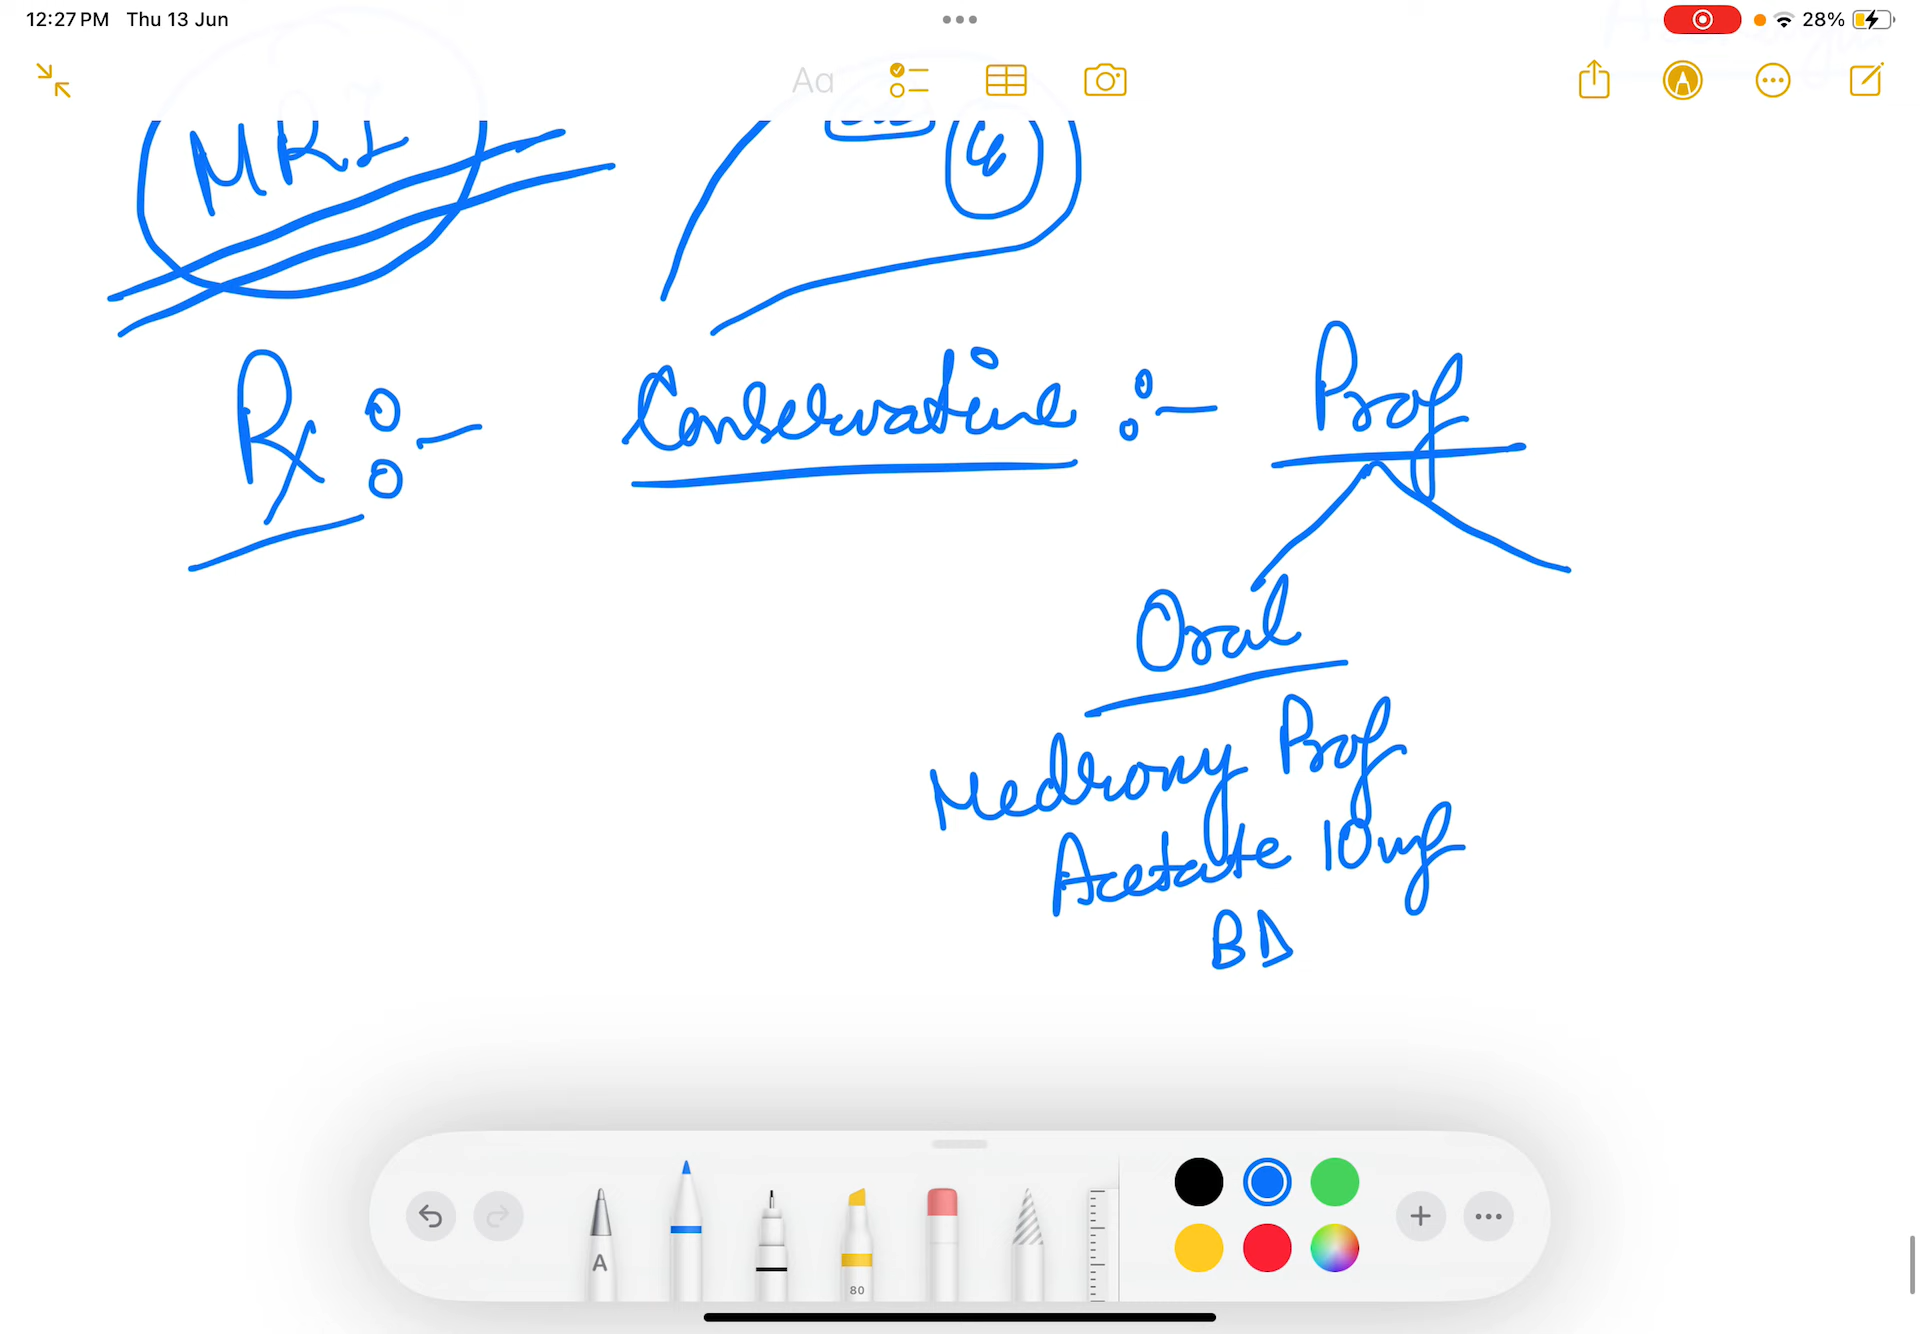 12:27 PM Thu 13 Jun
28%
Aa
MRI
Rx :- Conservative :- Prog
Oral
Medroxy Prog
Acetate 10mg
BD
A
80